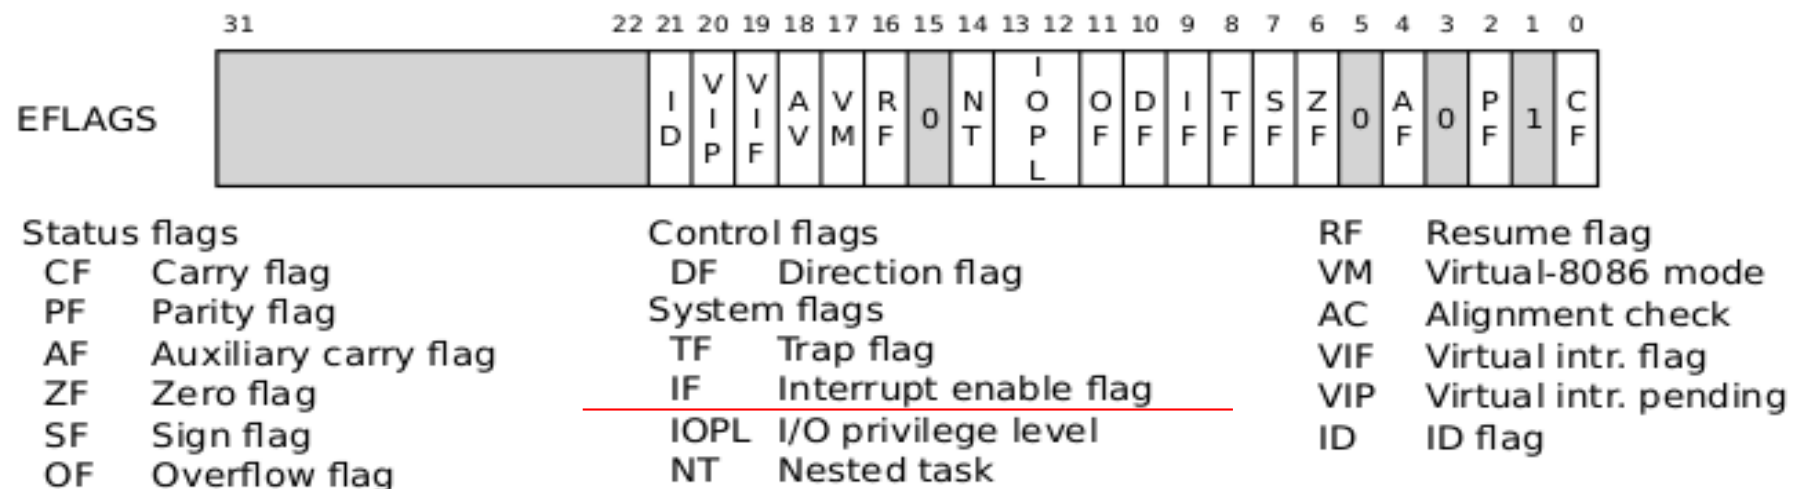 31 22 21 20 19 18 17 16 15 14 13 12 11 10 9 8 7 6 5 4 3 2 1 0
EFLAGS ID VIP VIF AV VM RF 0 NT IOPL OF DF IF TF SF ZF 0 AF 0 PF 1 CF
Status flags
CF Carry flag
PF Parity flag
AF Auxiliary carry flag
ZF Zero flag
SF Sign flag
OF Overflow flag
Control flags
DF Direction flag
System flags
TF Trap flag
IF Interrupt enable flag
IOPL I/O privilege level
NT Nested task
RF Resume flag
VM Virtual-8086 mode
AC Alignment check
VIF Virtual intr. flag
VIP Virtual intr. pending
ID ID flag